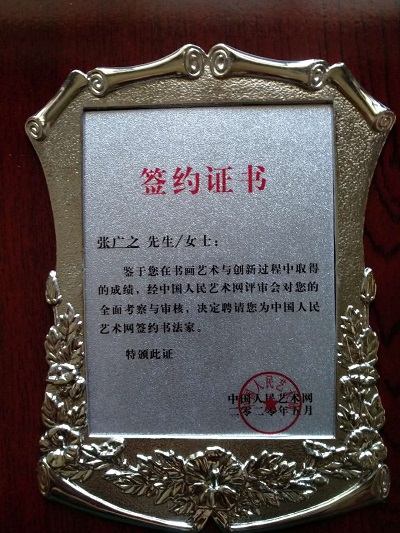 签约证书
张广之 先生/女士：
鉴于您在书画艺术与创新过程中取得
的成绩，经中国人民艺术网评审会对您的
全面考察与审核，决定聘请您为中国人民
艺术网签约书法家。
特颁此证
中国人民艺术网
二零二零年五月